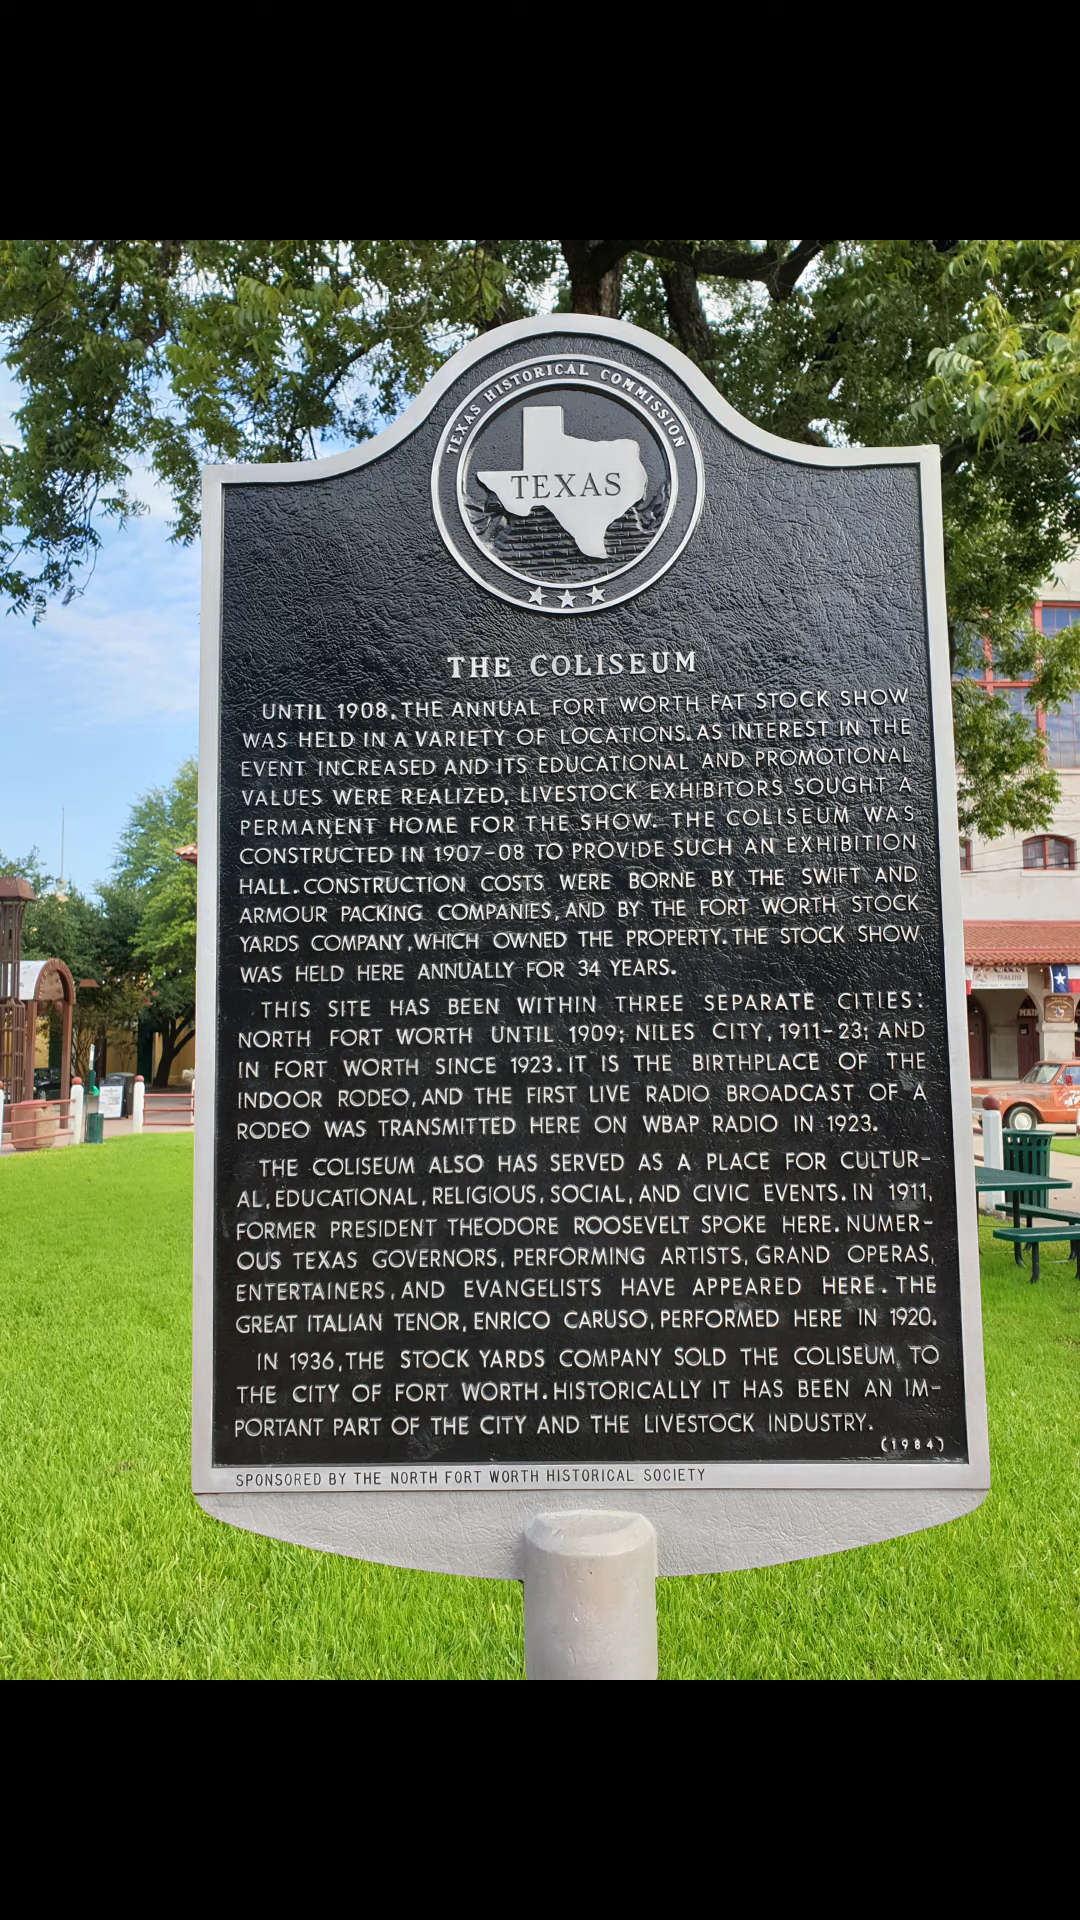 TEXAS HISTORICAL COMMISSION
TEXAS
THE COLISEUM
UNTIL 1908, THE ANNUAL FORT WORTH FAT STOCK SHOW
WAS HELD IN A VARIETY OF LOCATIONS. AS INTEREST IN THE
EVENT INCREASED AND ITS EDUCATIONAL AND PROMOTIONAL
VALUES WERE REALIZED, LIVESTOCK EXHIBITORS SOUGHT A
PERMANENT HOME FOR THE SHOW. THE COLISEUM WAS
CONSTRUCTED IN 1907-08 TO PROVIDE SUCH AN EXHIBITION
HALL. CONSTRUCTION COSTS WERE BORNE BY THE SWIFT AND
ARMOUR PACKING COMPANIES, AND BY THE FORT WORTH STOCK
YARDS COMPANY, WHICH OWNED THE PROPERTY. THE STOCK SHOW
WAS HELD HERE ANNUALLY FOR 34 YEARS.
THIS SITE HAS BEEN WITHIN THREE SEPARATE CITIES:
NORTH FORT WORTH UNTIL 1909; NILES CITY, 1911-23; AND
IN FORT WORTH SINCE 1923. IT IS THE BIRTHPLACE OF THE
INDOOR RODEO, AND THE FIRST LIVE RADIO BROADCAST OF A
RODEO WAS TRANSMITTED HERE ON WBAP RADIO IN 1923.
THE COLISEUM ALSO HAS SERVED AS A PLACE FOR CULTUR-
AL, EDUCATIONAL, RELIGIOUS, SOCIAL, AND CIVIC EVENTS. IN 1911,
FORMER PRESIDENT THEODORE ROOSEVELT SPOKE HERE. NUMER-
OUS TEXAS GOVERNORS, PERFORMING ARTISTS, GRAND OPERAS,
ENTERTAINERS, AND EVANGELISTS HAVE APPEARED HERE. THE
GREAT ITALIAN TENOR, ENRICO CARUSO, PERFORMED HERE IN 1920.
IN 1936, THE STOCK YARDS COMPANY SOLD THE COLISEUM TO
THE CITY OF FORT WORTH. HISTORICALLY IT HAS BEEN AN IM-
PORTANT PART OF THE CITY AND THE LIVESTOCK INDUSTRY.
(1984)
SPONSORED BY THE NORTH FORT WORTH HISTORICAL SOCIETY